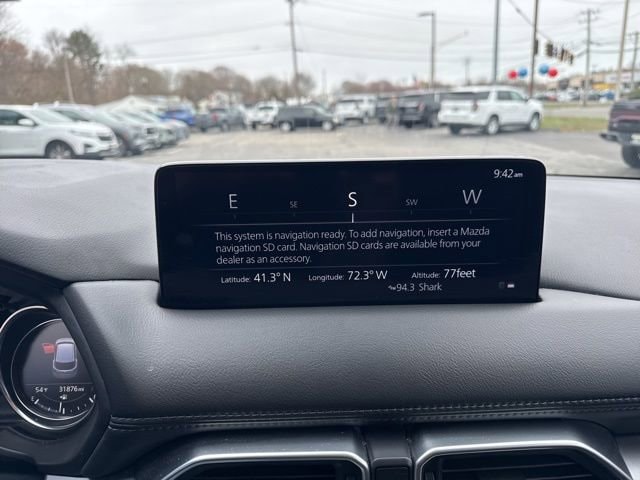 9:42am
E SE S SW W
This system is navigation ready. To add navigation, insert a Mazda
navigation SD card. Navigation SD cards are available from your
dealer as an accessory.
Latitude: 41.3° N Longitude: 72.3° W Altitude: 77feet
94.3 Shark
54°F 31876mi
E F